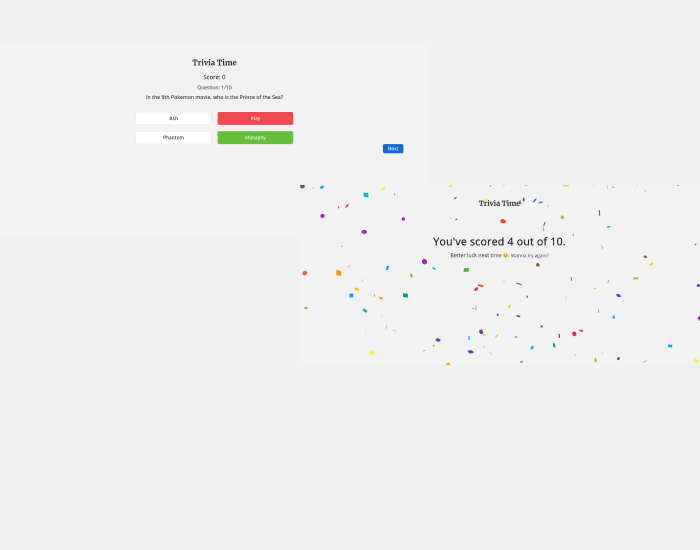 Trivia Time
Score: 0
Question: 1/10
In the 9th Pokemon movie, who is the Prince of the Sea?
Ash
May
Phantom
Manaphy
Next
Trivia Time
You've scored 4 out of 10.
Better luck next time 😔. Wanna try again?